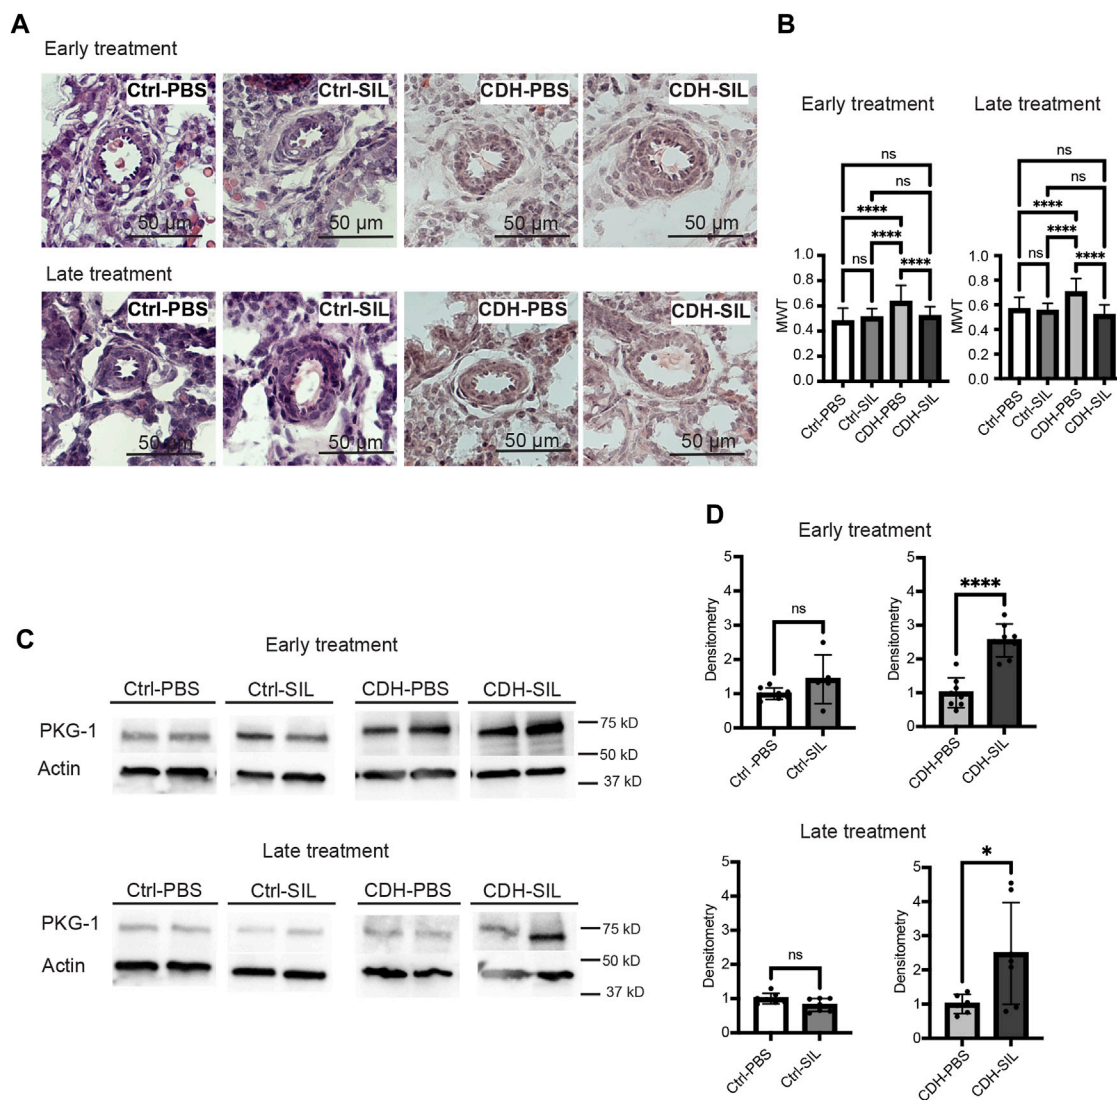 A
Early treatment
Ctrl-PBS
Ctrl-SIL
CDH-PBS
CDH-SIL
50 µm
50 µm
50 µm
50 µm
Late treatment
Ctrl-PBS
Ctrl-SIL
CDH-PBS
CDH-SIL
50 µm
50 µm
50 µm
50 µm
B
Early treatment
ns
ns
****
****
ns
****
1.0
0.8
0.6
0.4
0.2
0.0
MWT
Ctrl-PBS
Ctrl-SIL
CDH-PBS
CDH-SIL
Late treatment
ns
ns
****
****
ns
****
1.0
0.8
0.6
0.4
0.2
0.0
MWT
Ctrl-PBS
Ctrl-SIL
CDH-PBS
CDH-SIL
C
Early treatment
Ctrl-PBS
Ctrl-SIL
CDH-PBS
CDH-SIL
PKG-1
Actin
75 kD
50 kD
37 kD
Late treatment
Ctrl-PBS
Ctrl-SIL
CDH-PBS
CDH-SIL
PKG-1
Actin
75 kD
50 kD
37 kD
D
Early treatment
5
4
3
2
1
0
Densitometry
ns
Ctrl -PBS
Ctrl-SIL
5
4
3
2
1
0
Densitometry
****
CDH-PBS
CDH-SIL
Late treatment
5
4
3
2
1
0
Densitometry
ns
Ctrl-PBS
Ctrl-SIL
5
4
3
2
1
0
Densitometry
*
CDH-PBS
CDH-SIL